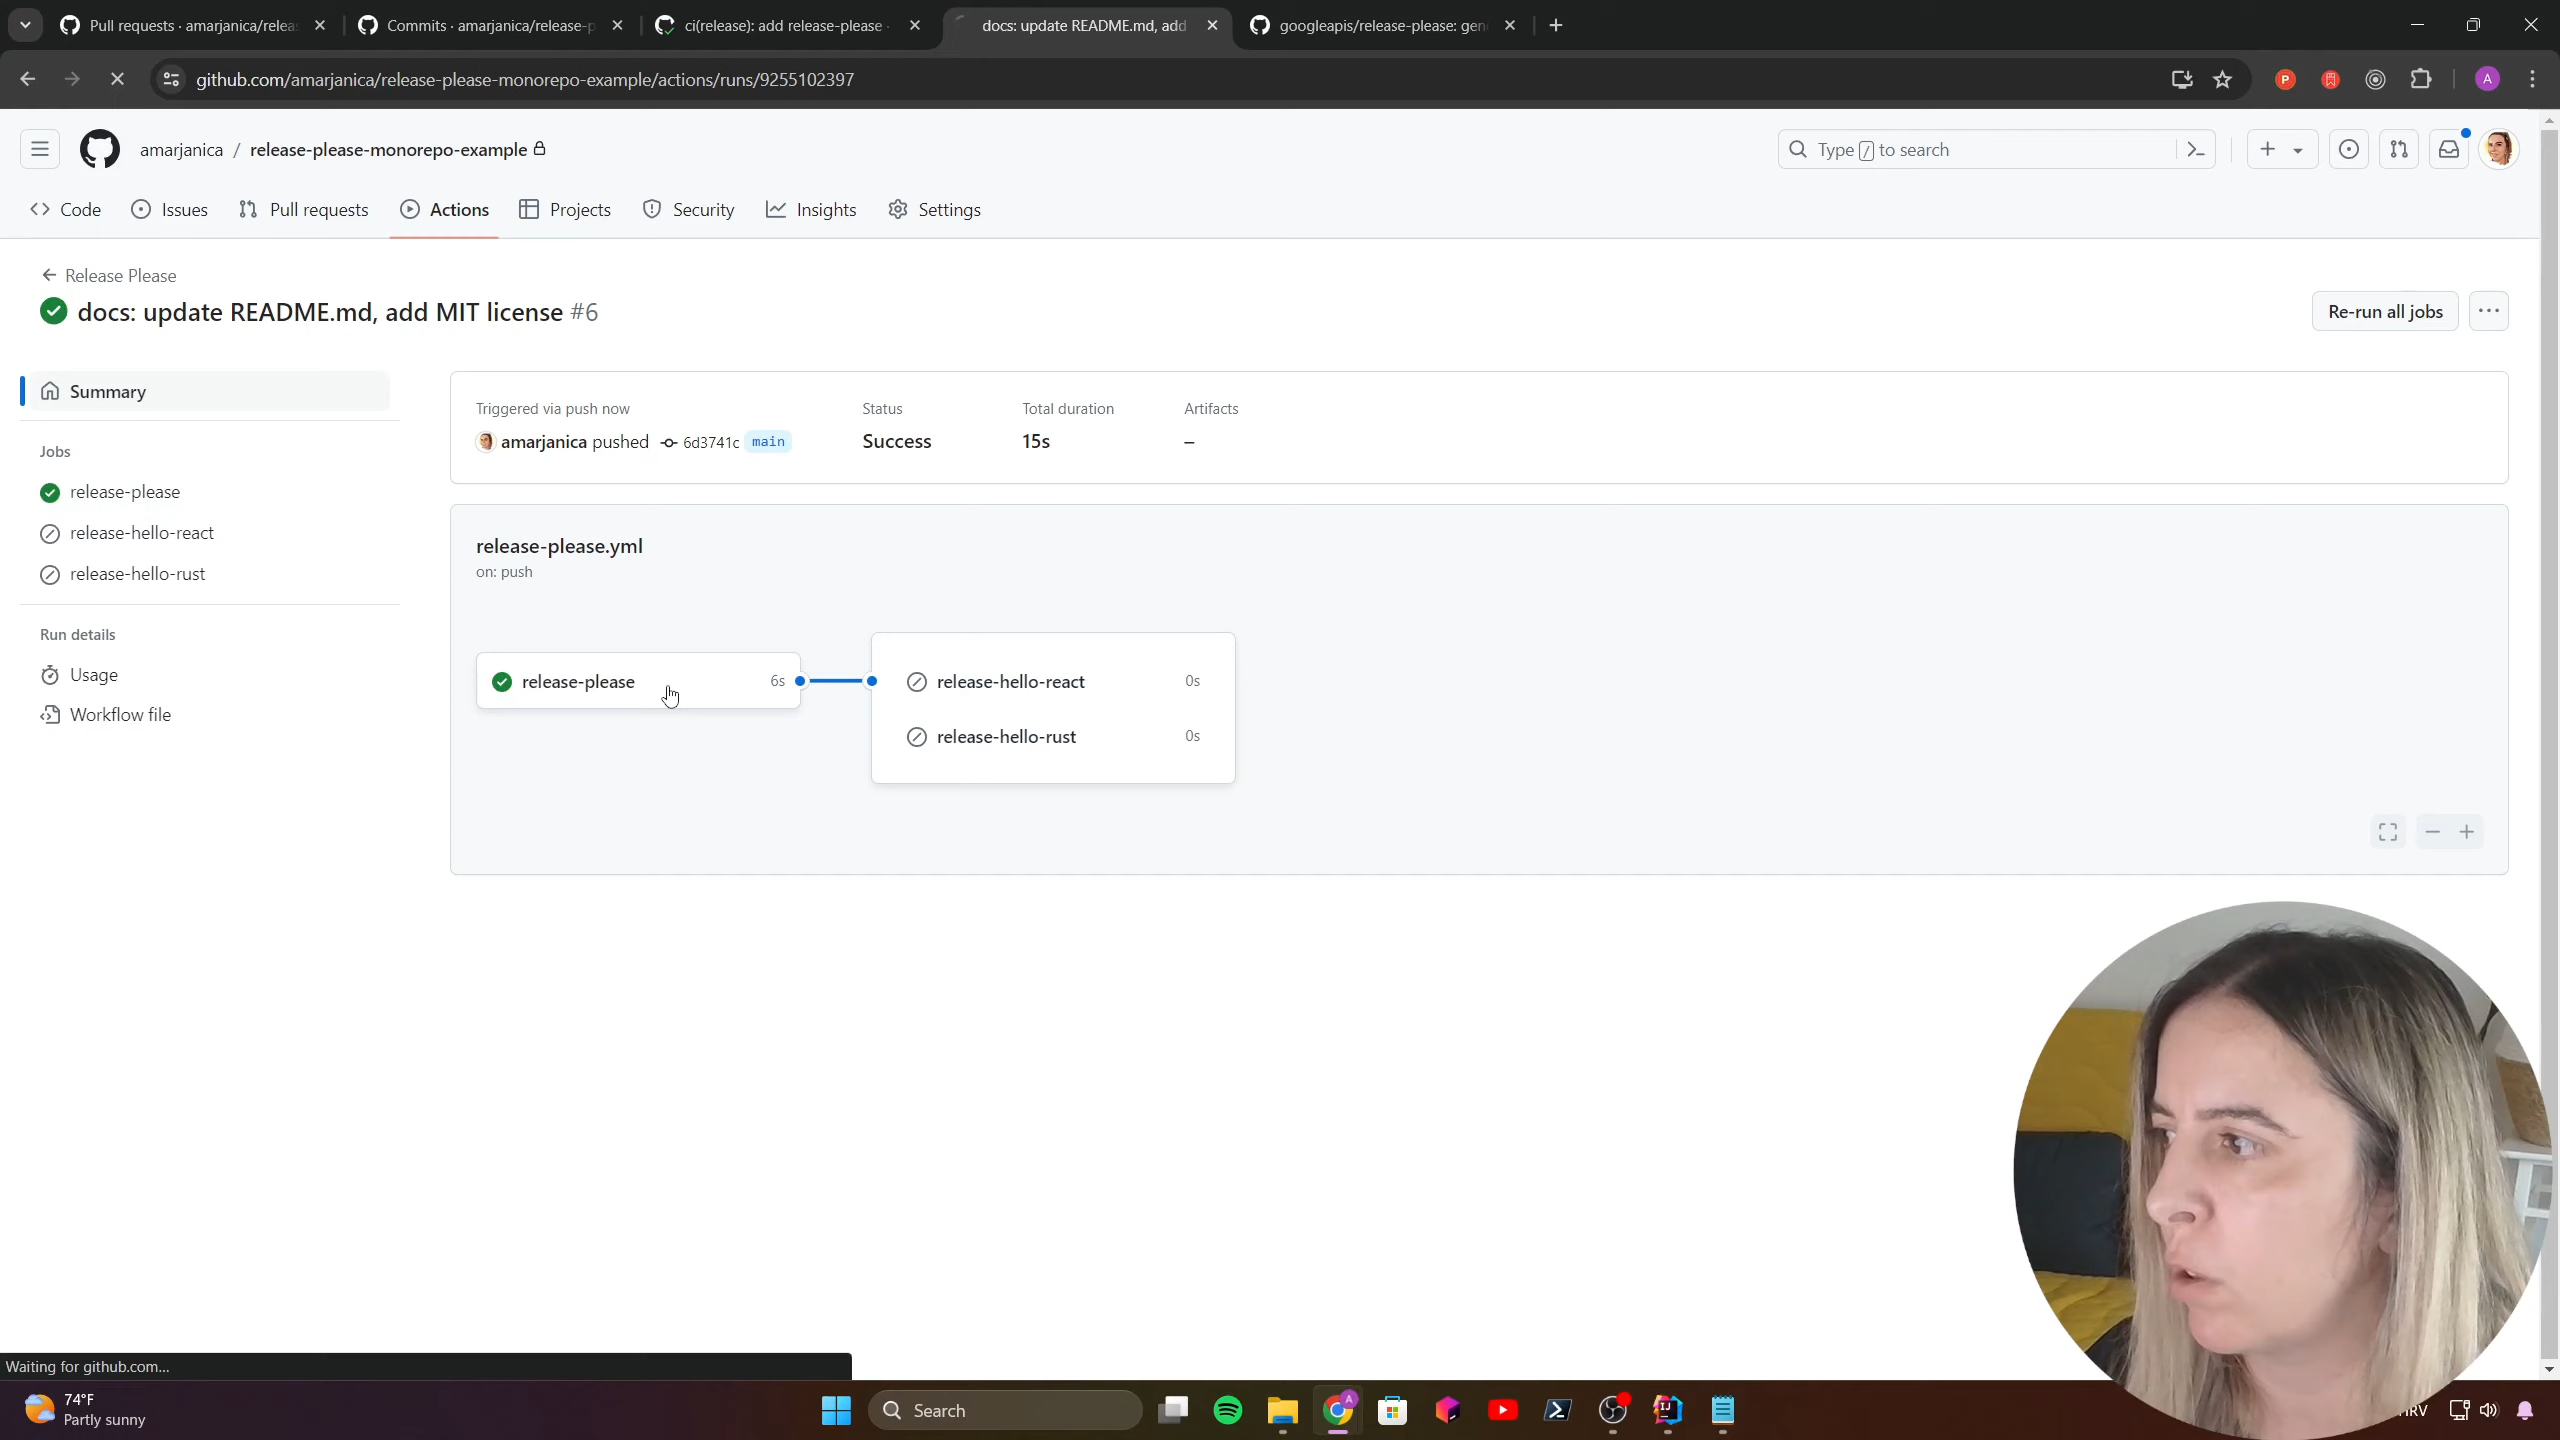 Pull requests · amarjanica/relea
Commits · amarjanica/release-p
ci(release): add release-please ·
docs: update README.md, add
googleapis/release-please: gen
github.com/amarjanica/release-please-monorepo-example/actions/runs/9255102397
P
A
amarjanica / release-please-monorepo-example
Type / to search
Code
Issues
Pull requests
Actions
Projects
Security
Insights
Settings
Release Please
docs: update README.md, add MIT license #6
Re-run all jobs
Summary
Triggered via push now
Status
Total duration
Artifacts
amarjanica pushed 6d3741c main
Success
15s
–
Jobs
release-please
release-hello-react
release-hello-rust
Run details
Usage
Workflow file
release-please.yml
on: push
release-please 6s
release-hello-react 0s
release-hello-rust 0s
Waiting for github.com...
74°F
Partly sunny
Search
A
IJ
HRV